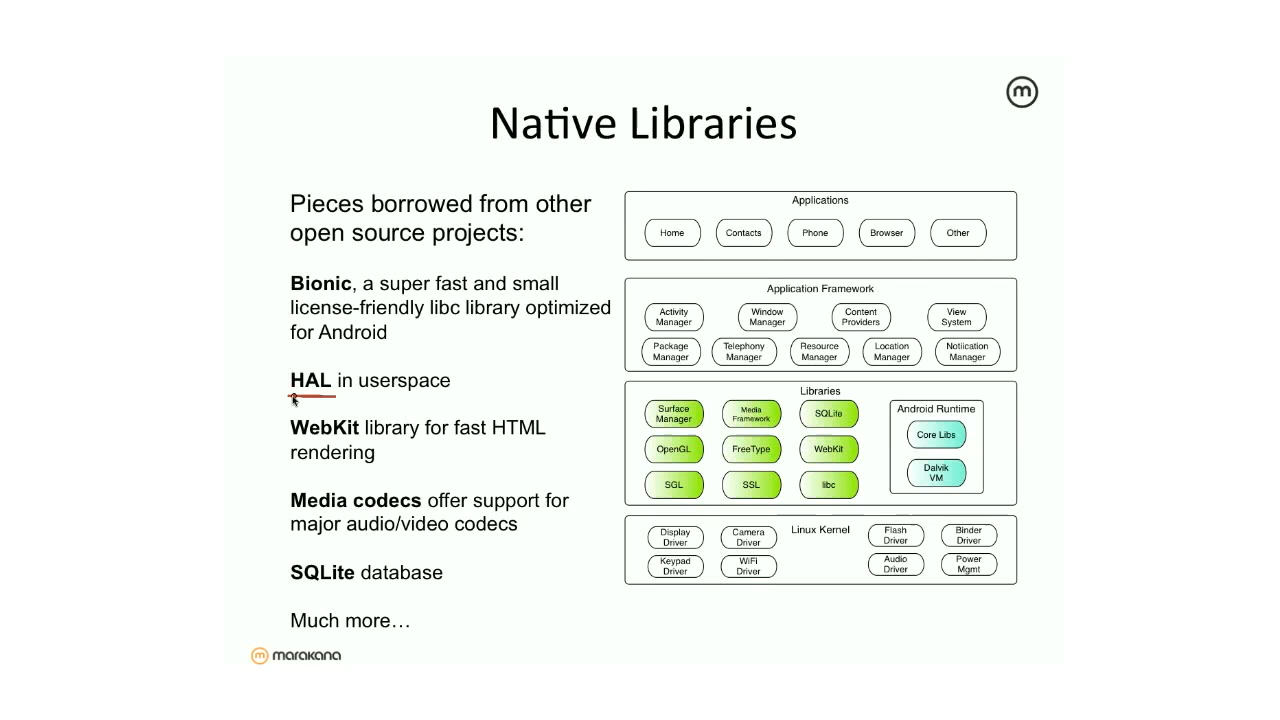 m
Native Libraries
Pieces borrowed from other
open source projects:
Bionic, a super fast and small
license-friendly libc library optimized
for Android
HAL in userspace
WebKit library for fast HTML
rendering
Media codecs offer support for
major audio/video codecs
SQLite database
Much more…
Applications
Home Contacts Phone Browser Other
Application Framework
Activity
Manager
Window
Manager
Content
Providers
View
System
Package
Manager
Telephony
Manager
Resource
Manager
Location
Manager
Notiication
Manager
Libraries
Surface
Manager
Media
Framework
SQLite
OpenGL FreeType WebKit
SGL SSL libc
Android Runtime
Core Libs
Dalvik
VM
Linux Kernel
Display
Driver
Camera
Driver
Flash
Driver
Binder
Driver
Keypad
Driver
WiFi
Driver
Audio
Driver
Power
Mgmt
m marakana